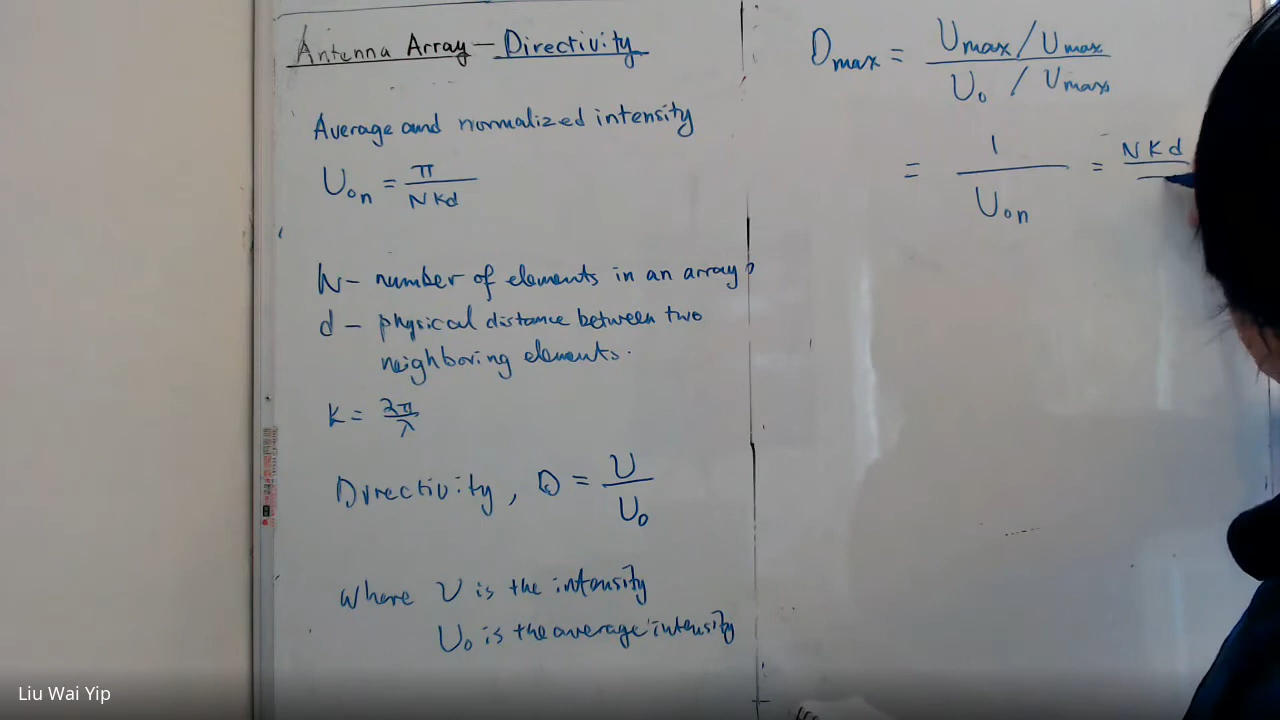 Antenna Array – Directivity
Average and normalized intensity
U₀ₙ = π / NKd
N – number of elements in an array
d – physical distance between two
neighboring elements.
K = 2π / λ
Directivity, D = U / U₀
where U is the intensity
U₀ is the average intensity
Dmax = Umax / Umax / U₀ / Umax
= 1 / U₀ₙ = NKd
Liu Wai Yip